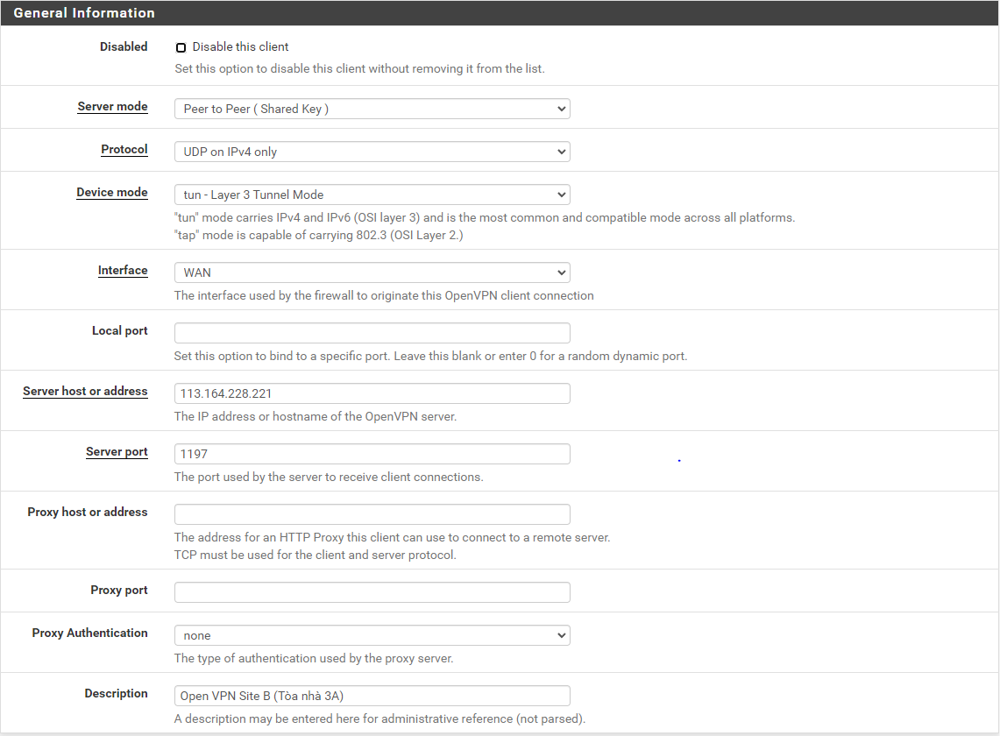 General Information
Disabled
Disable this client
Set this option to disable this client without removing it from the list.
Server mode
Peer to Peer ( Shared Key )
Protocol
UDP on IPv4 only
Device mode
tun - Layer 3 Tunnel Mode
"tun" mode carries IPv4 and IPv6 (OSI layer 3) and is the most common and compatible mode across all platforms.
"tap" mode is capable of carrying 802.3 (OSI Layer 2.)
Interface
WAN
The interface used by the firewall to originate this OpenVPN client connection
Local port
Set this option to bind to a specific port. Leave this blank or enter 0 for a random dynamic port.
Server host or address
113.164.228.221
The IP address or hostname of the OpenVPN server.
Server port
1197
The port used by the server to receive client connections.
Proxy host or address
The address for an HTTP Proxy this client can use to connect to a remote server.
TCP must be used for the client and server protocol.
Proxy port
Proxy Authentication
none
The type of authentication used by the proxy server.
Description
Open VPN Site B (Tòa nhà 3A)
A description may be entered here for administrative reference (not parsed).